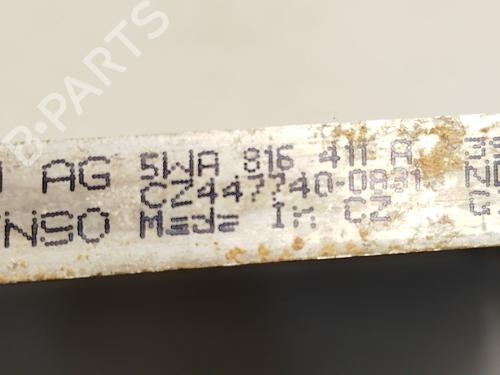 B-PARTS
AG 5WA 816 411 A
CZ447740-0831
NSO Made In CZ